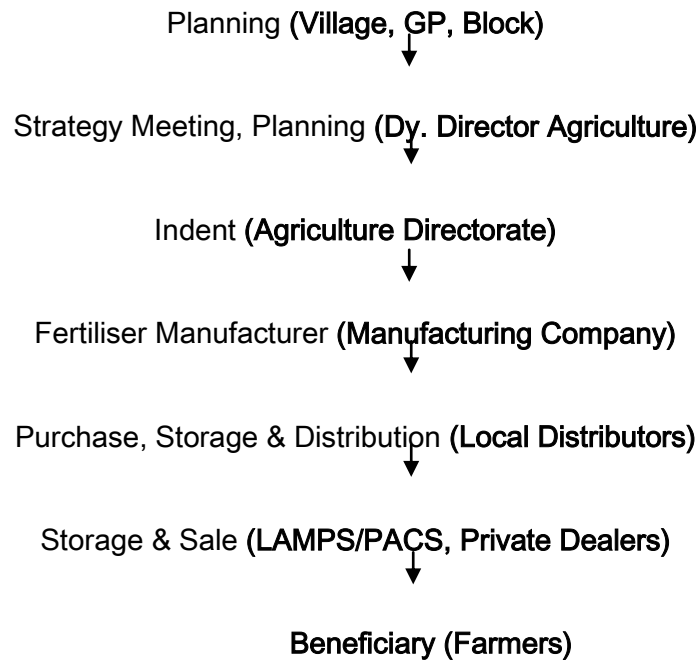 Planning (Village, GP, Block)
Strategy Meeting, Planning (Dy. Director Agriculture)
Indent (Agriculture Directorate)
Fertiliser Manufacturer (Manufacturing Company)
Purchase, Storage & Distribution (Local Distributors)
Storage & Sale (LAMPS/PACS, Private Dealers)
Beneficiary (Farmers)